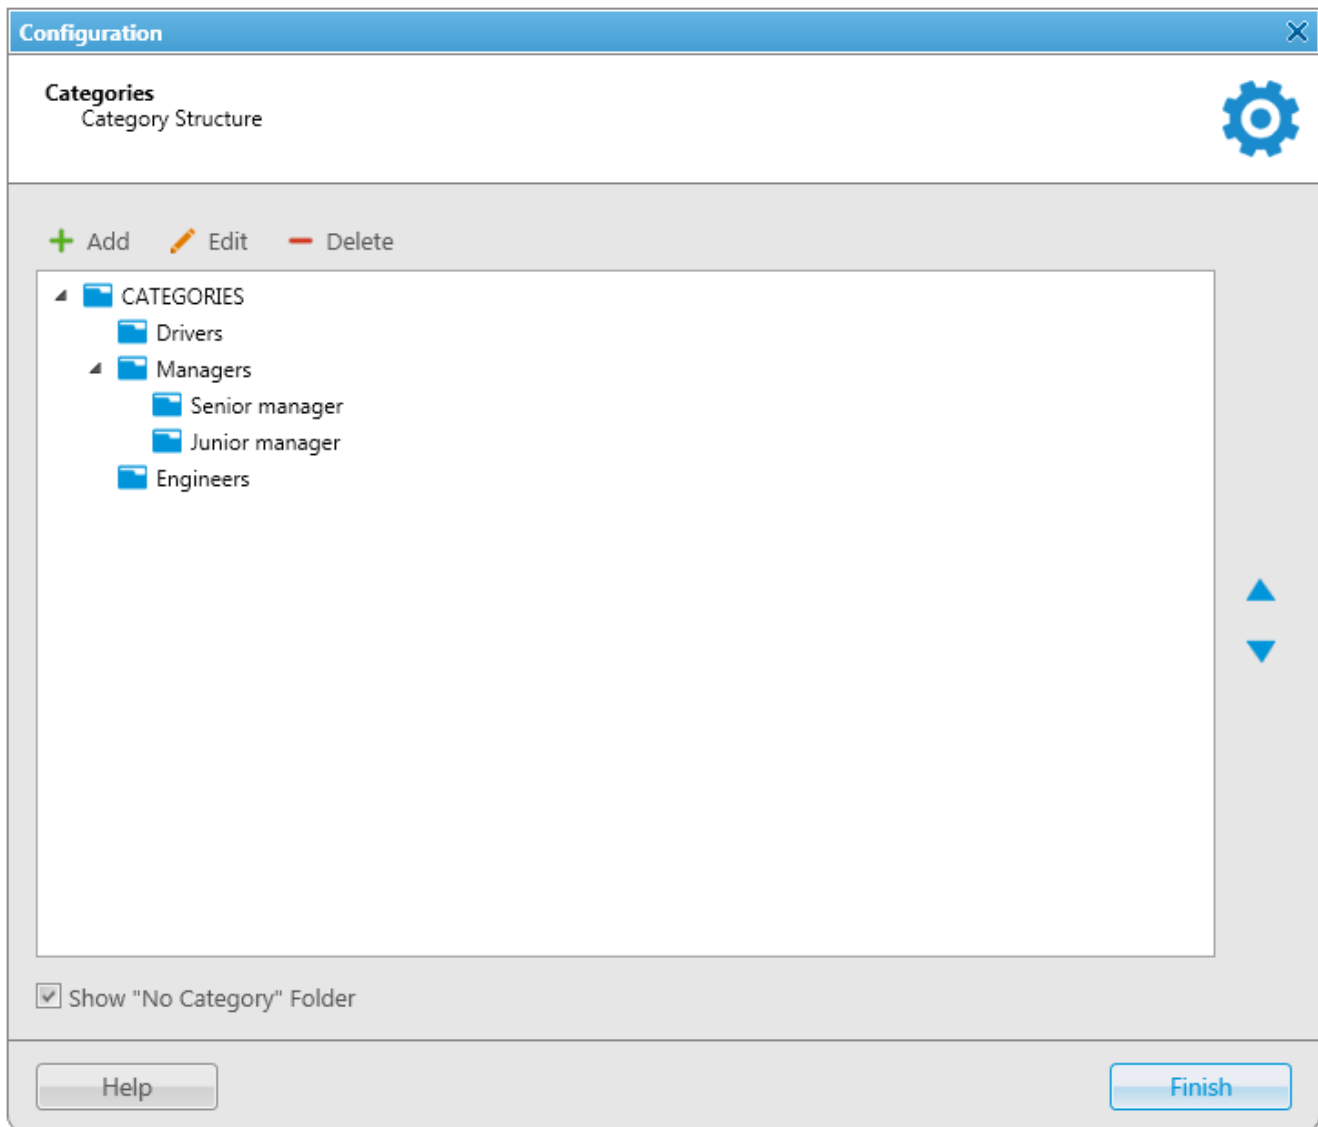 Configuration
Categories
Category Structure
Add Edit Delete
CATEGORIES
Drivers
Managers
Senior manager
Junior manager
Engineers
Show "No Category" Folder
Help Finish